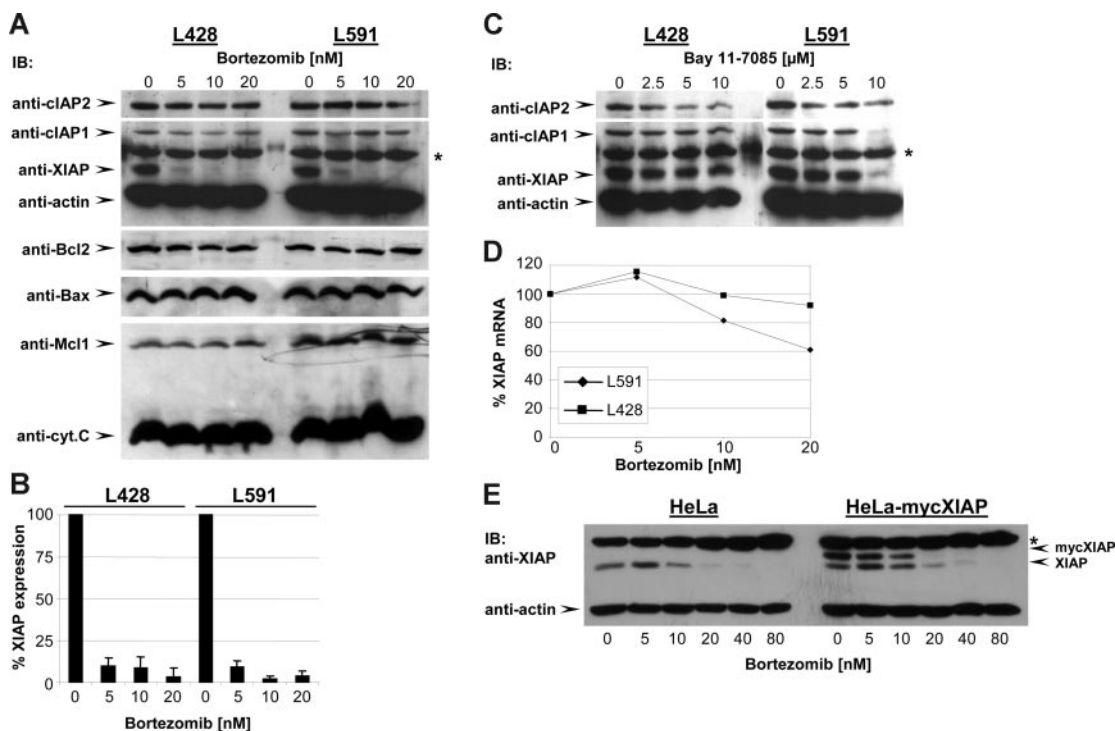 A
L428 L591
Bortezomib [nM]
IB:
0 5 10 20 0 5 10 20
anti-cIAP2
anti-cIAP1
*
anti-XIAP
anti-actin
anti-Bcl2
anti-Bax
anti-Mcl1
anti-cyt.C
B
L428 L591
% XIAP expression
100
75
50
25
0
0 5 10 20 0 5 10 20
Bortezomib [nM]
C
L428 L591
Bay 11-7085 [µM]
IB:
0 2.5 5 10 0 2.5 5 10
anti-cIAP2
anti-cIAP1
*
anti-XIAP
anti-actin
D
% XIAP mRNA
120
100
80
60
40
20
0
L591
L428
0 5 10 20
Bortezomib [nM]
E
HeLa HeLa-mycXIAP
IB:
anti-XIAP
*
mycXIAP
XIAP
anti-actin
0 5 10 20 40 80 0 5 10 20 40 80
Bortezomib [nM]